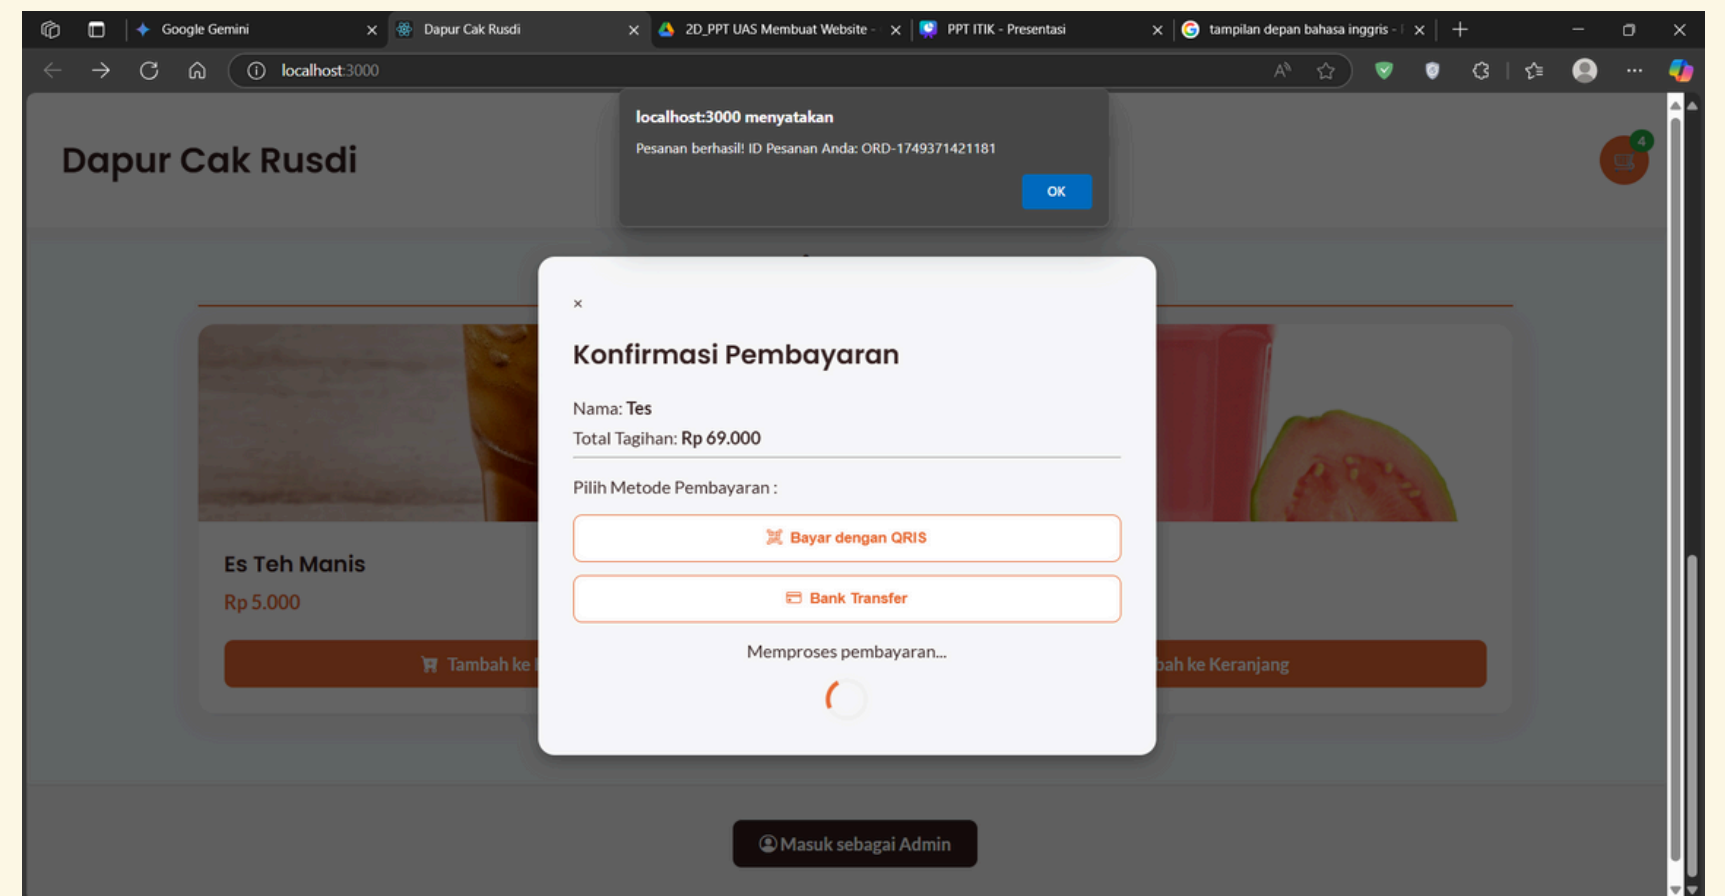 Google Gemini
Dapur Cak Rusdi
2D_PPT UAS Membuat Website -
PPT ITIK - Presentasi
tampilan depan bahasa inggris -
localhost:3000
localhost:3000 menyatakan
Pesanan berhasil! ID Pesanan Anda: ORD-1749371421181
OK
Dapur Cak Rusdi
4
×
Konfirmasi Pembayaran
Nama: Tes
Total Tagihan: Rp 69.000
Pilih Metode Pembayaran :
Bayar dengan QRIS
Bank Transfer
Memproses pembayaran...
Es Teh Manis
Rp 5.000
Tambah ke
ke Keranjang
Masuk sebagai Admin